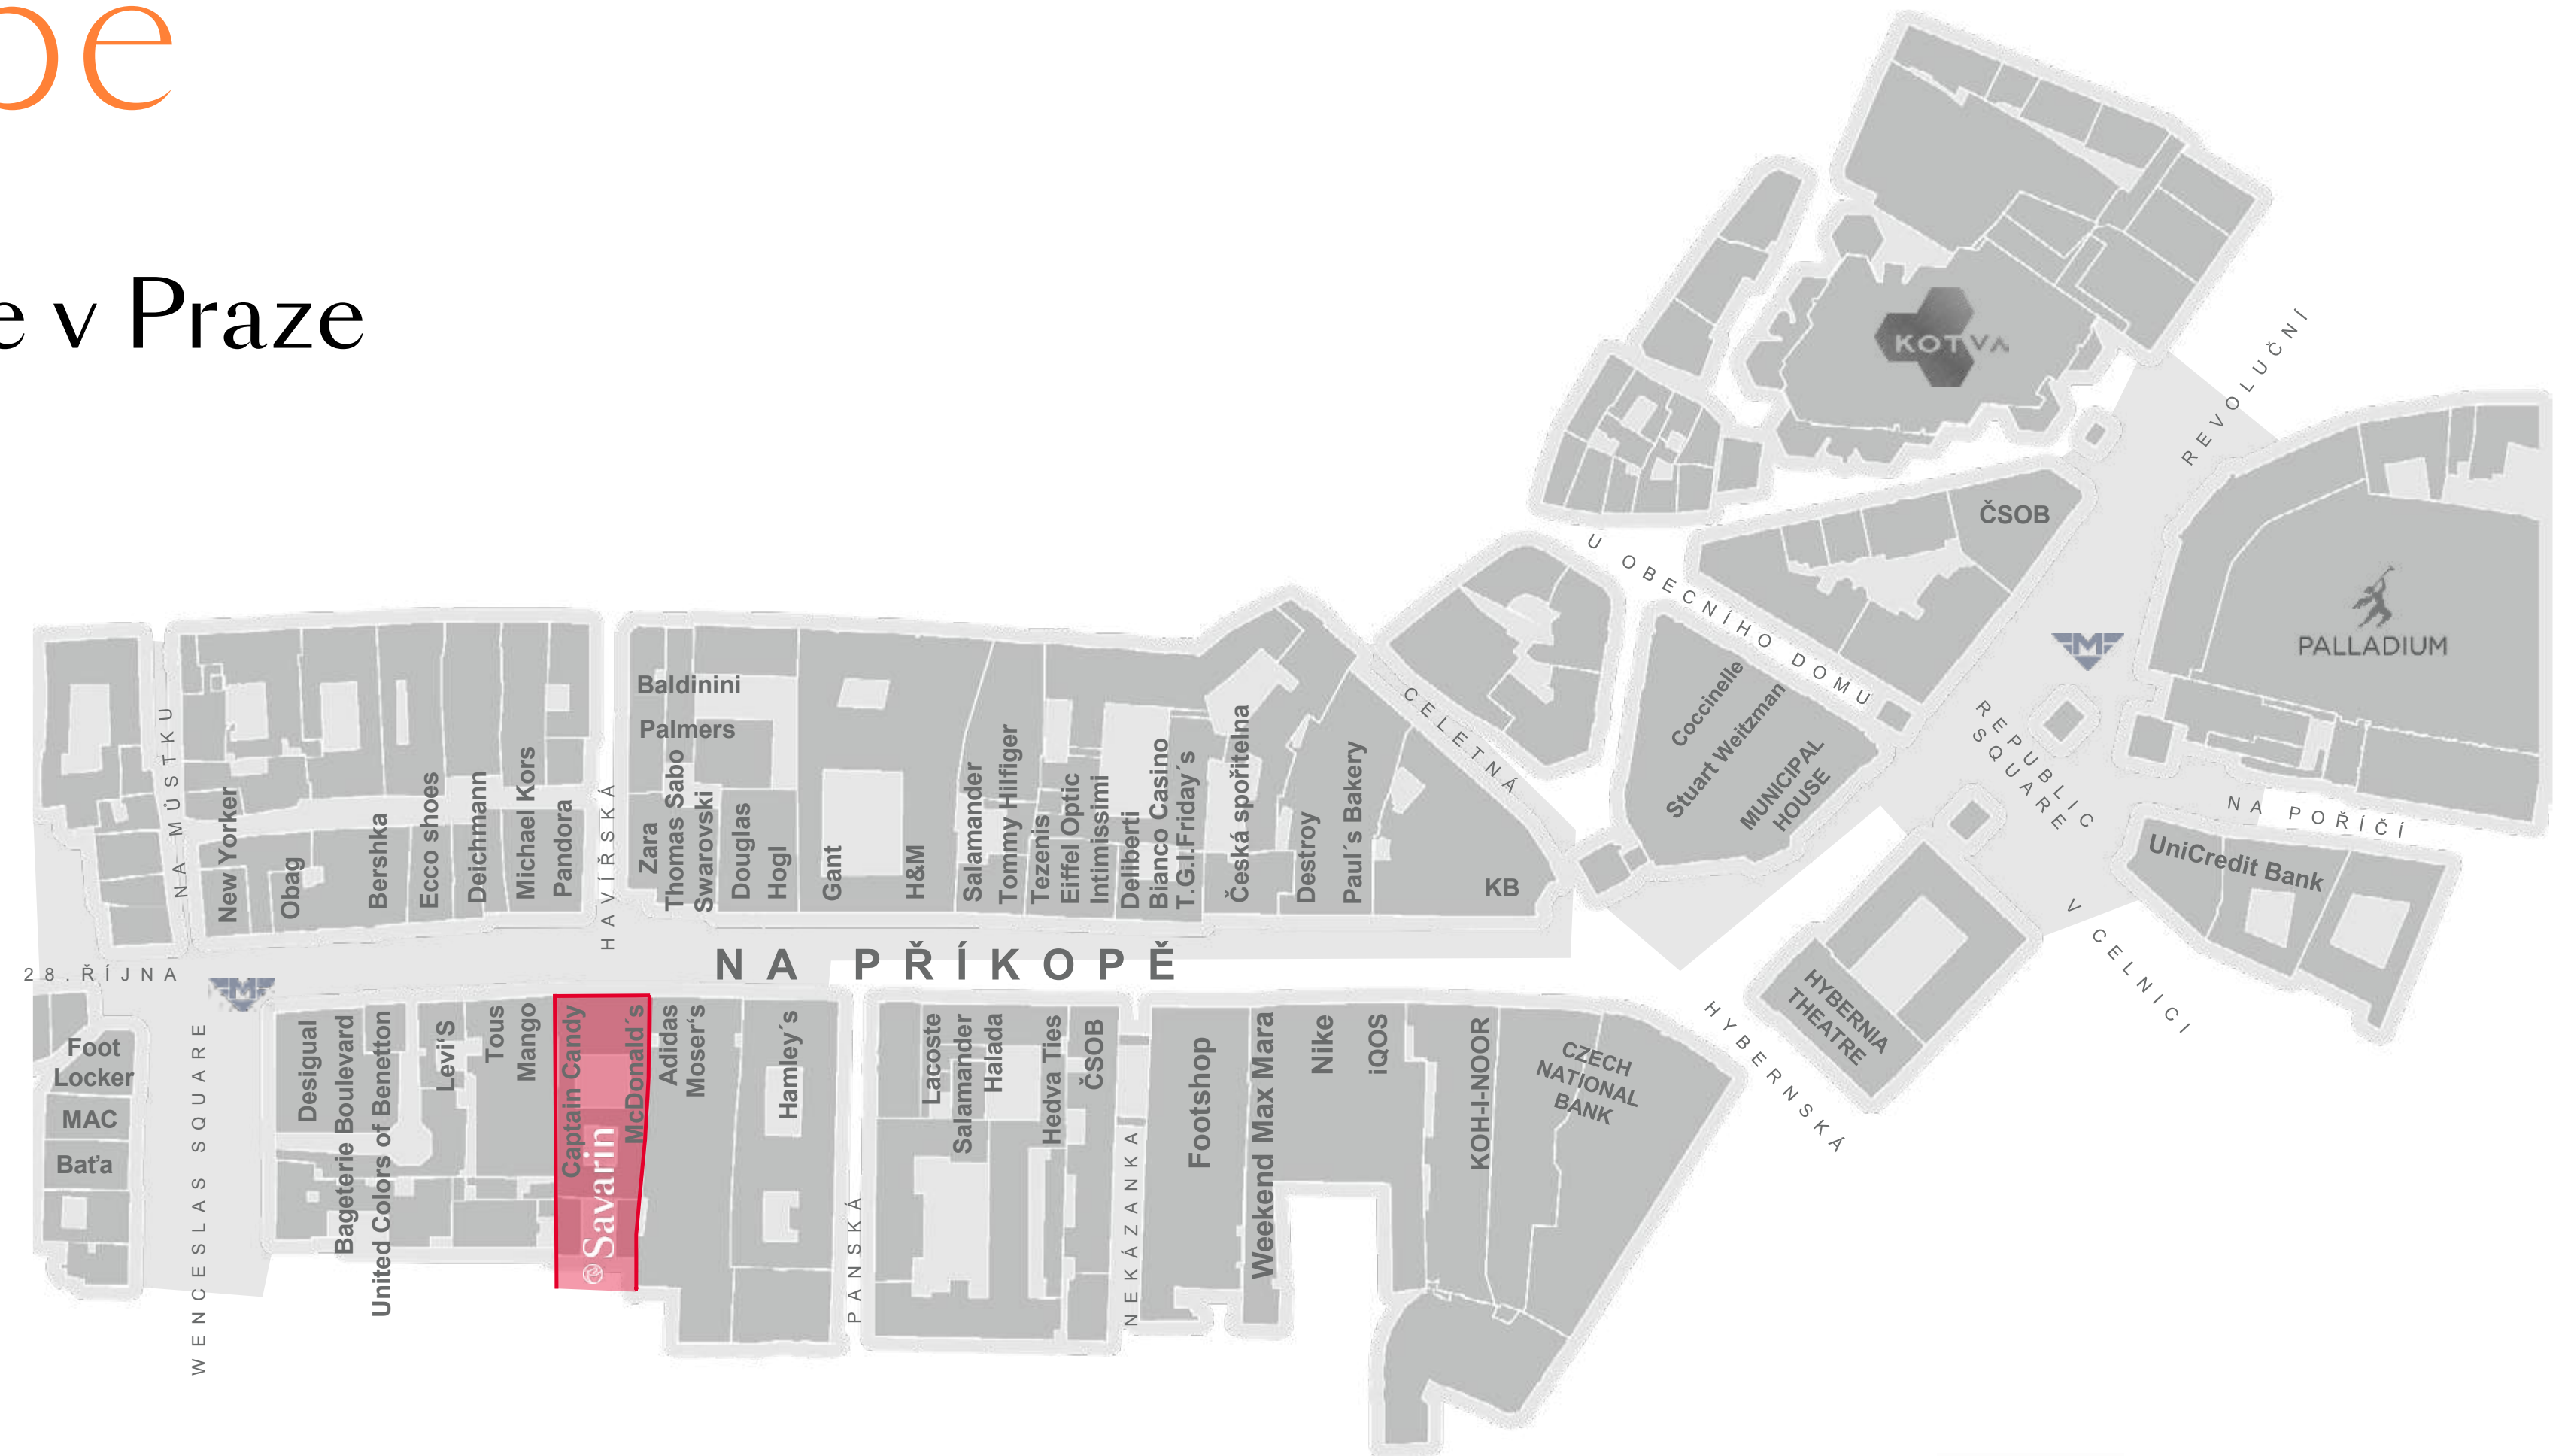 be
e v Praze
KOTVA
REVOLUČNÍ
ČSOB
U OBECNÍHO DOMU
PALLADIUM
M
REPUBLIC
SQUARE
NA POŘÍČÍ
UniCredit Bank
V CELNICI
CELETNÁ
Coccinelle
Stuart Weitzman
MUNICIPAL
HOUSE
HYBERNIA
THEATRE
HYBERNSKÁ
NA MŮSTKU
New Yorker
Obag
Bershka
Ecco shoes
Deichmann
Michael Kors
Pandora
HAVÍŘSKÁ
Baldinini
Palmers
Zara
Thomas Sabo
Swarovski
Douglas
Hogl
Gant
H&M
Salamander
Tommy Hilfiger
Tezenis
Eiffel Optic
Intimissimi
Deliberti
Bianco Casino
T.G.I.Friday´s
Česká spořitelna
Destroy
Paul´s Bakery
KB
NA PŘÍKOPĚ
28.ŘÍJNA
M
Foot
Locker
MAC
Baťa
WENCESLAS SQUARE
Desigual
Bageterie Boulevard
United Colors of Benetton
Levi'S
Tous
Mango
Captain Candy
Savarin
McDonald´s
Adidas
Moser's
Hamley´s
PANSKÁ
Lacoste
Salamander
Halada
Hedva Ties
ČSOB
NEKÁZANKA
Footshop
Weekend Max Mara
Nike
iQOS
KOH-I-NOOR
CZECH
NATIONAL
BANK